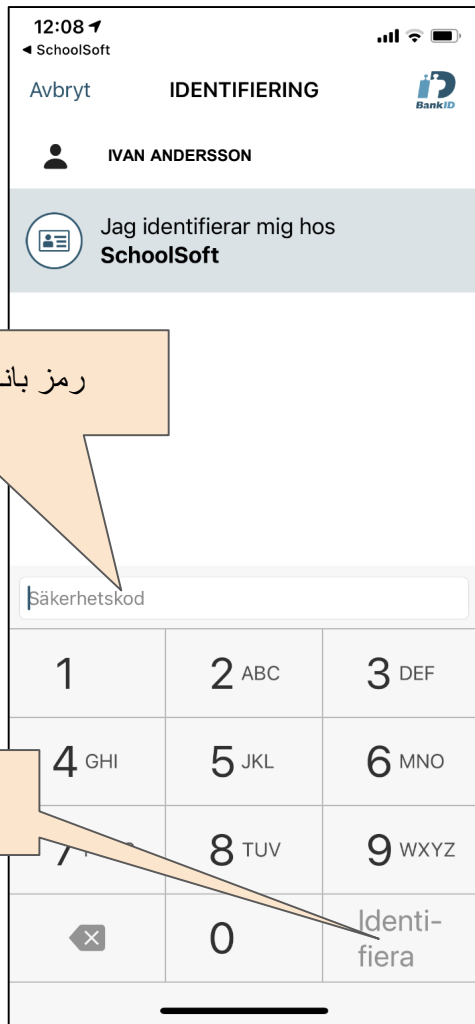 12:08
SchoolSoft
Avbryt
IDENTIFIERING
BankID
IVAN ANDERSSON
Jag identifierar mig hos
SchoolSoft
رمز
Säkerhetskod
1
2 ABC
3 DEF
4 GHI
5 JKL
6 MNO
7
8 TUV
9 WXYZ
0
Identi-
fiera